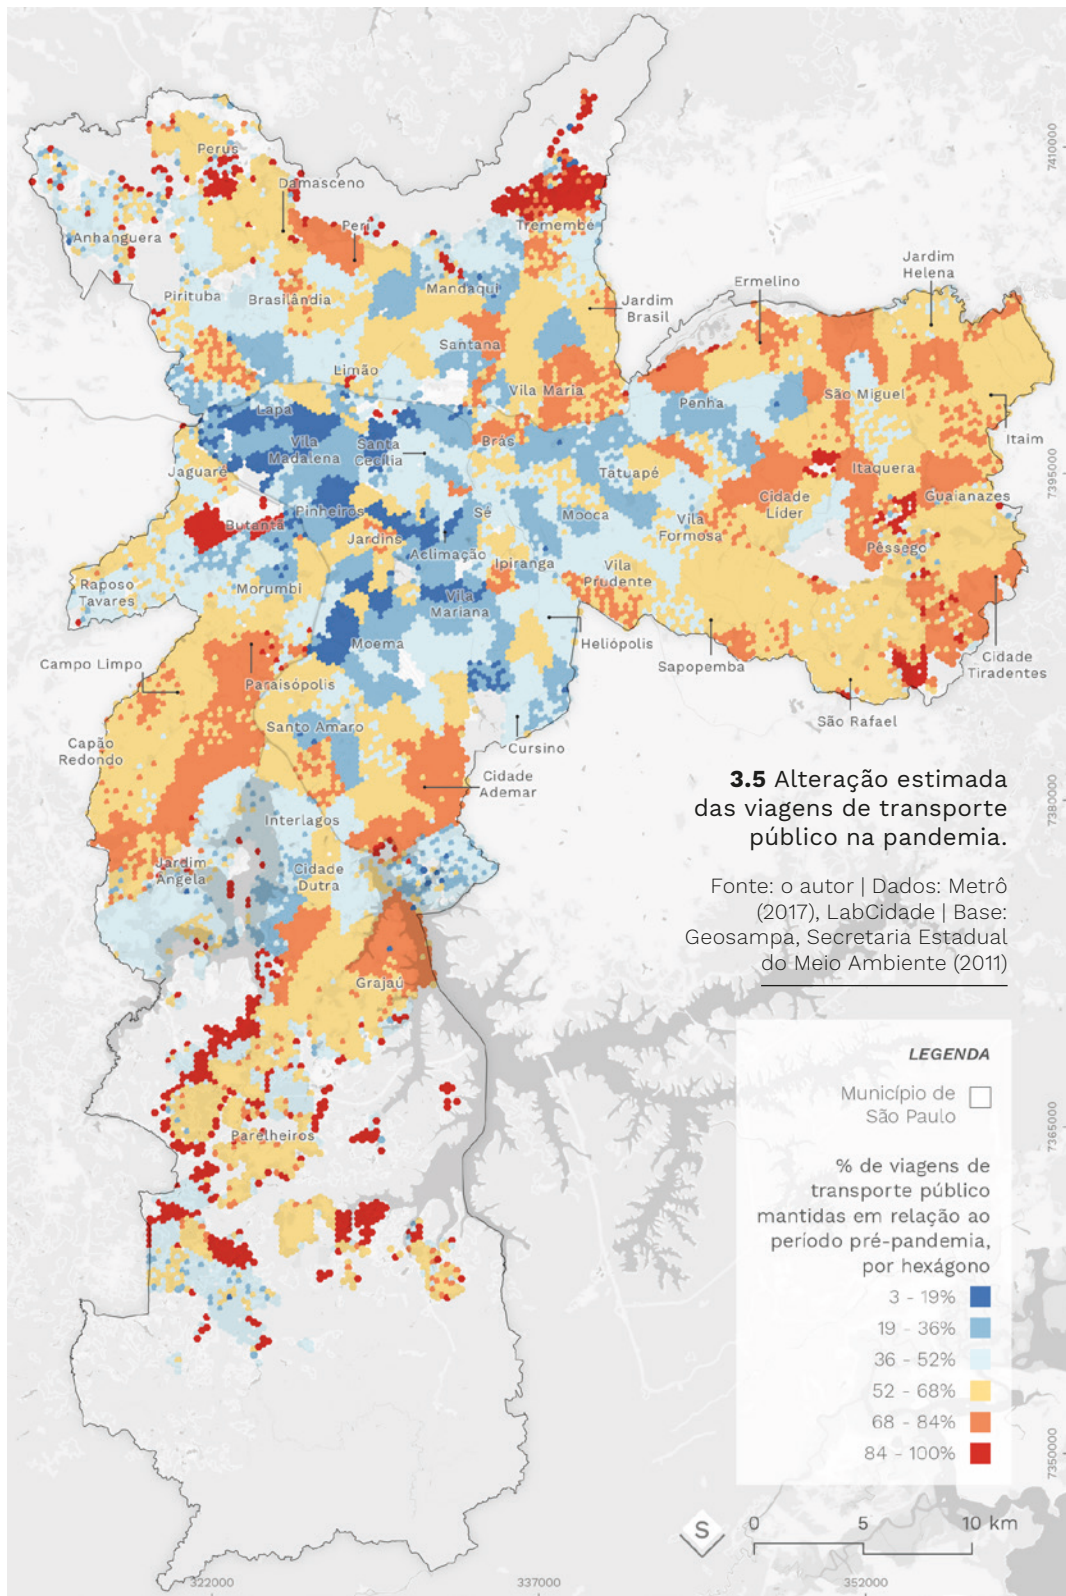 Perus
Damasceno
Peri
Anhanguera
Tremembé
Pirituba
Brasilândia
Mandaqui
Jardim
Brasil
Ermelino
Jardim
Helena
Santana
Limão
Vila Maria
Penha
São Miguel
Itaim
Lapa
Vila
Madalena
Santa
Cecília
Brás
Tatuapé
Jaguaré
Itaquera
Cidade
Líder
Guaianazes
Butantã
Pinheiros
Jardins
Sé
Mooca
Vila
Formosa
Aclimação
Pêssego
Ipiranga
Vila
Prudente
Raposo
Tavares
Morumbi
Vila
Mariana
Moema
Heliópolis
Sapopemba
Cidade
Tiradentes
São Rafael
Campo Limpo
Paraisópolis
Santo Amaro
Cursino
Capão
Redondo
Cidade
Ademar
Interlagos
Jardim
Ângela
Cidade
Dutra
Grajaú
Parelheiros
3.5 Alteração estimada
das viagens de transporte
público na pandemia.
Fonte: o autor | Dados: Metrô
(2017), LabCidade | Base:
Geosampa, Secretaria Estadual
do Meio Ambiente (2011)
LEGENDA
Município de
São Paulo
% de viagens de
transporte público
mantidas em relação ao
período pré-pandemia,
por hexágono
3 - 19%
19 - 36%
36 - 52%
52 - 68%
68 - 84%
84 - 100%
S
0 5 10 km
322000
337000
352000
7410000
7395000
7380000
7365000
7350000